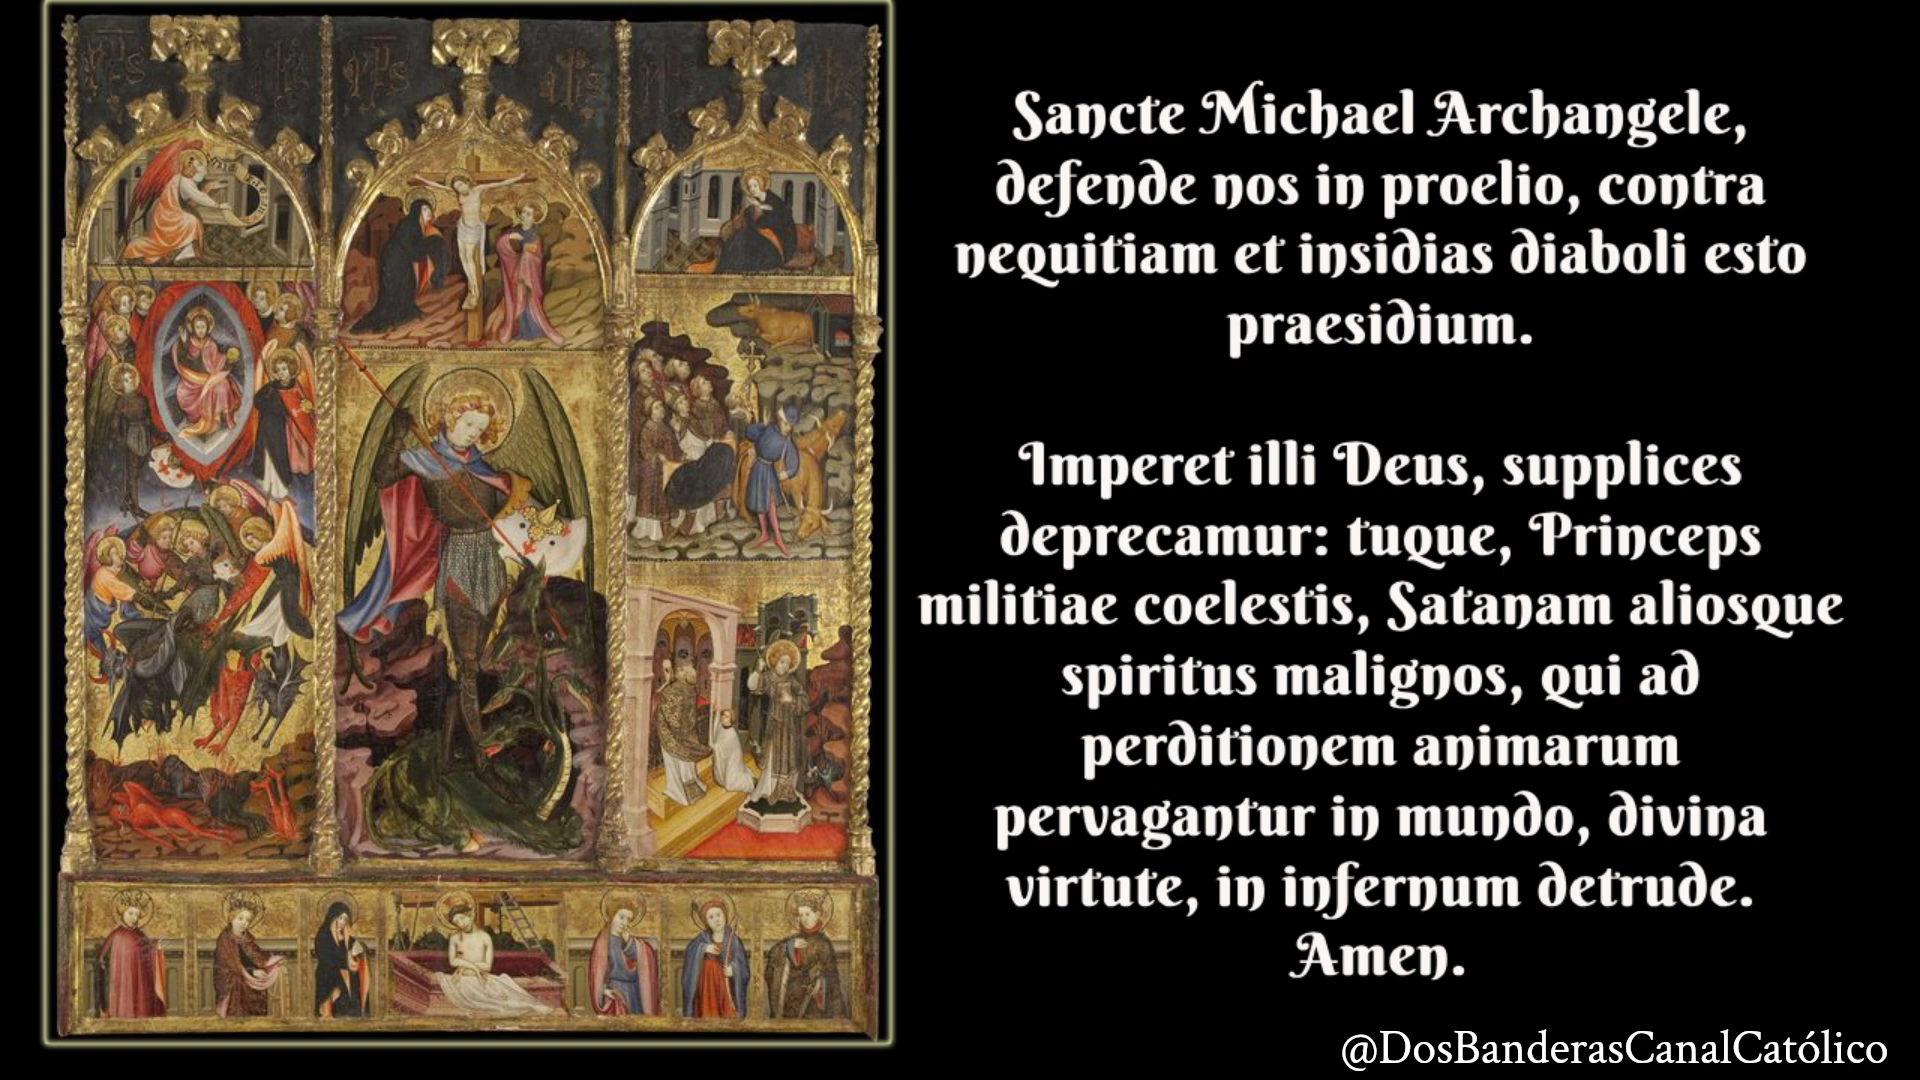 Sancte Michael Archangele,
defende nos in proelio, contra
nequitiam et insidias diaboli esto
praesidium.
Imperet illi Deus, supplices
deprecamur: tuque, Princeps
militiae coelestis, Satanam aliosque
spiritus malignos, qui ad
perditionem animarum
pervagantur in mundo, divina
virtute, in infernum detrude.
Amen.
@DosBanderasCanalCatólico